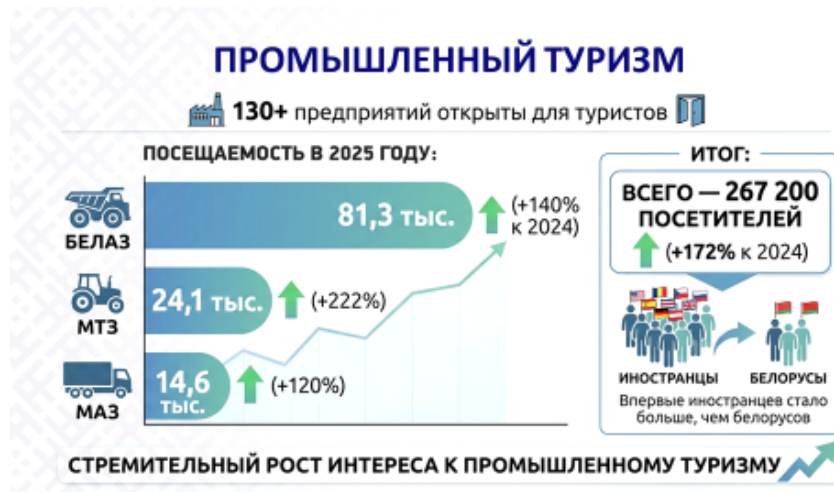 ПРОМЫШЛЕННЫЙ ТУРИЗМ
130+ предприятий открыты для туристов
ПОСЕЩАЕМОСТЬ В 2025 ГОДУ:
БЕЛАЗ
81,3 тыс.
(+140%
к 2024)
МТЗ
24,1 тыс.
(+222%)
МАЗ
14,6
тыс.
(+120%)
ИТОГ:
ВСЕГО — 267 200
ПОСЕТИТЕЛЕЙ
(+172% к 2024)
ИНОСТРАНЦЫ
БЕЛОРУСЫ
Впервые иностранцев стало
больше, чем белорусов
СТРЕМИТЕЛЬНЫЙ РОСТ ИНТЕРЕСА К ПРОМЫШЛЕННОМУ ТУРИЗМУ